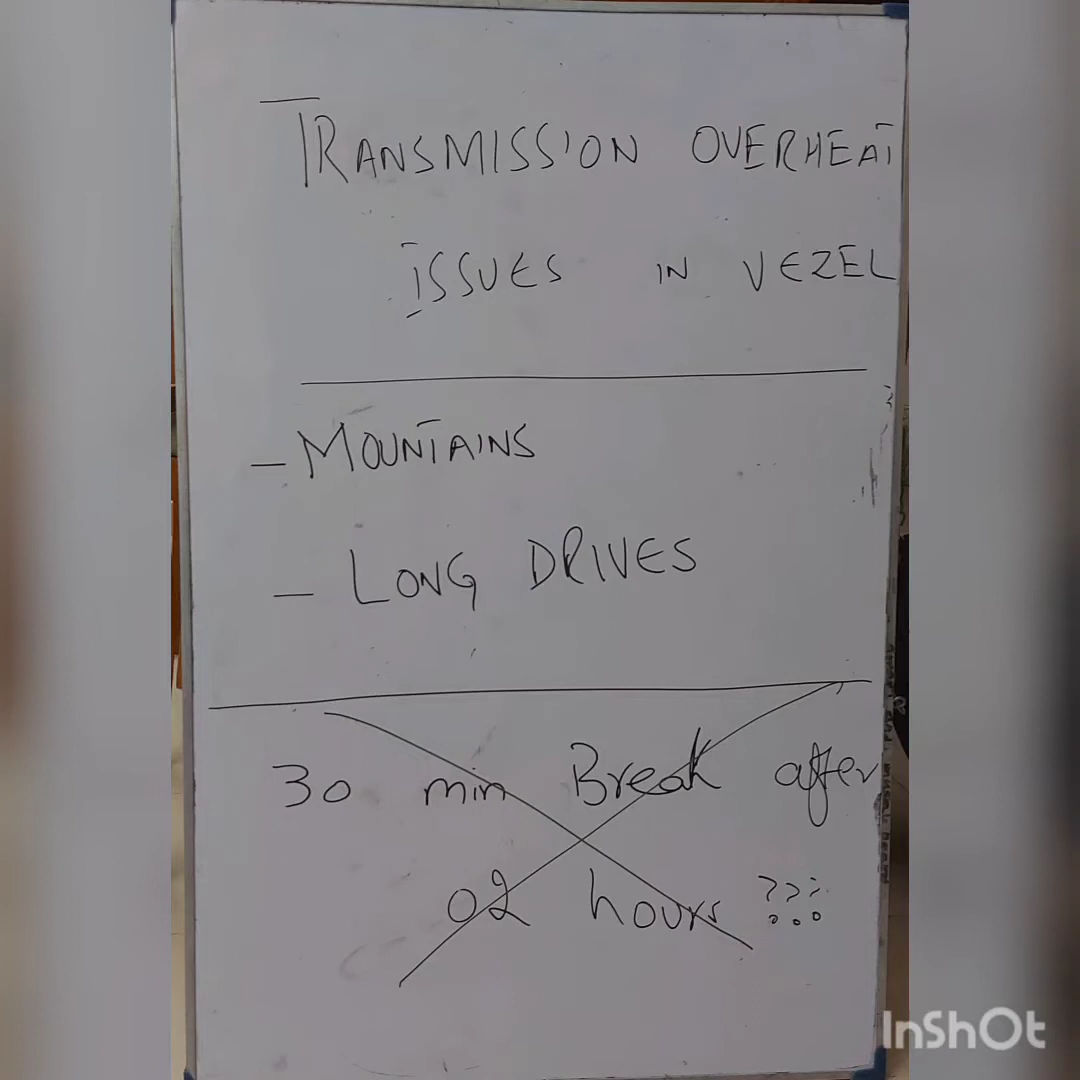 TRANSMISSION OVERHEAT
ISSUES IN VEZEL
- MOUNTAINS
- LONG DRIVES
30 min Break after
02 hours ???
InShOt